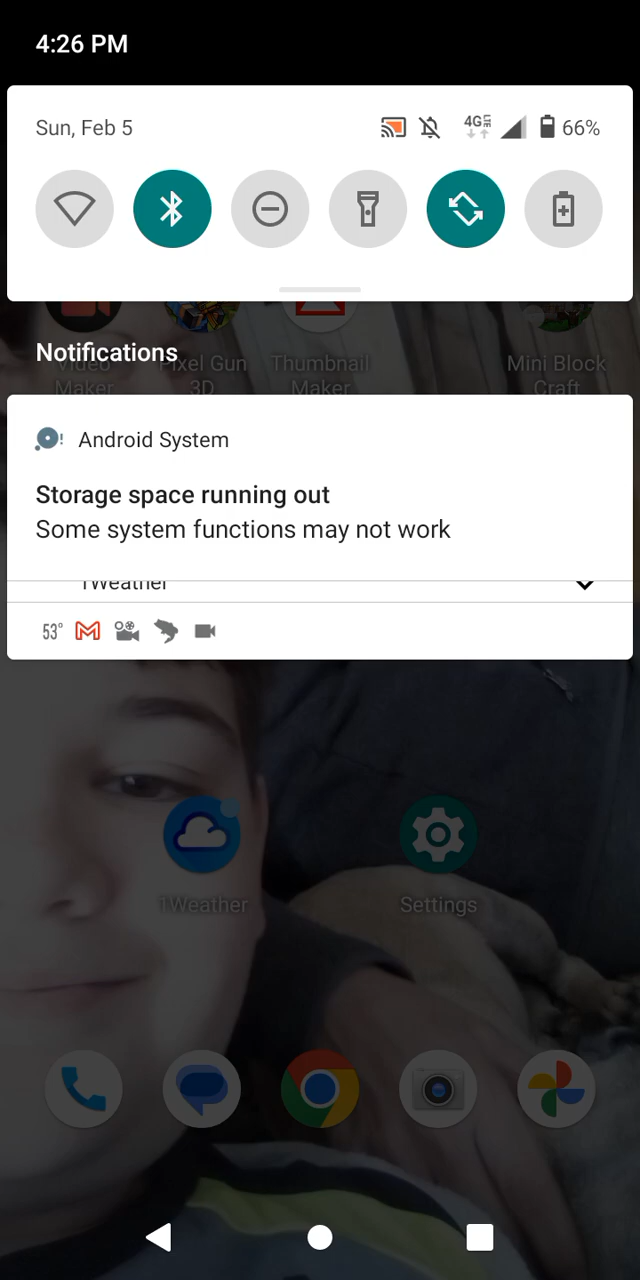 4:26 PM
Sun, Feb 5
4G LTE
66%
Notifications
Video Maker
Pixel Gun 3D
Thumbnail Maker
Mini Block Craft
Android System
Storage space running out
Some system functions may not work
1Weather
53°
1Weather
Settings